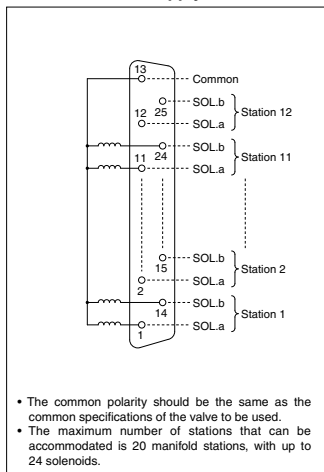 13
Common
SOL.b
25
12
SOL.a
Station 12
SOL.b
24
11
SOL.a
Station 11
SOL.b
15
2
SOL.a
Station 2
SOL.b
14
1
SOL.a
Station 1
• The common polarity should be the same as the
common specifications of the valve to be used.
• The maximum number of stations that can be
accommodated is 20 manifold stations, with up to
24 solenoids.